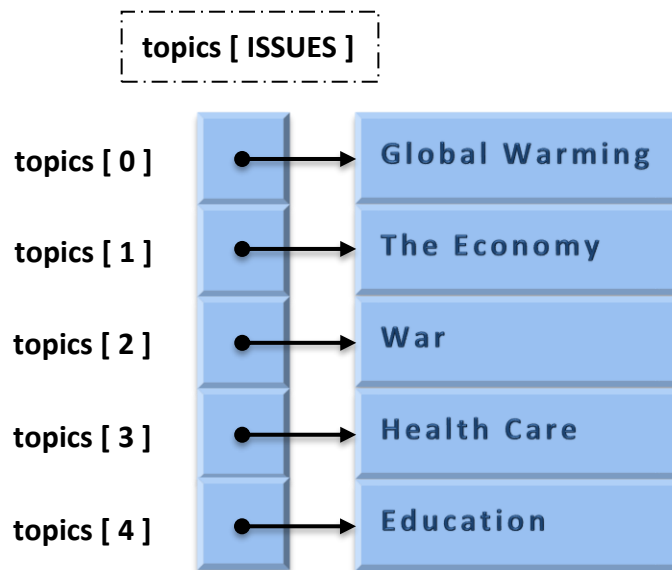 topics [ ISSUES ]
topics [ 0 ] Global Warming
topics [ 1 ] The Economy
topics [ 2 ] War
topics [ 3 ] Health Care
topics [ 4 ] Education